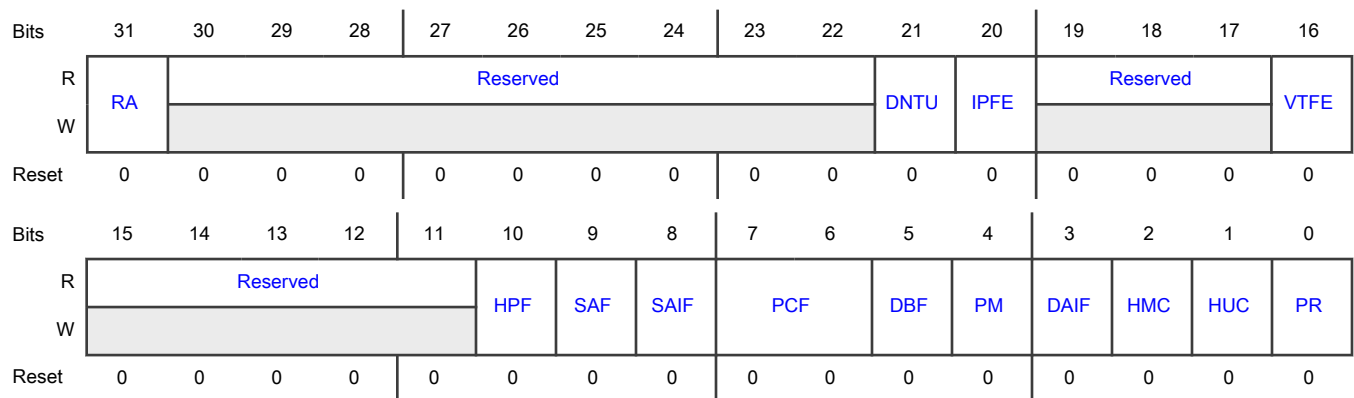 Bits 31 30 29 28 27 26 25 24 23 22 21 20 19 18 17 16
R RA Reserved DNTU IPFE Reserved VTFE
W
Reset 0 0 0 0 0 0 0 0 0 0 0 0 0 0 0 0
Bits 15 14 13 12 11 10 9 8 7 6 5 4 3 2 1 0
R Reserved HPF SAF SAIF PCF DBF PM DAIF HMC HUC PR
W
Reset 0 0 0 0 0 0 0 0 0 0 0 0 0 0 0 0